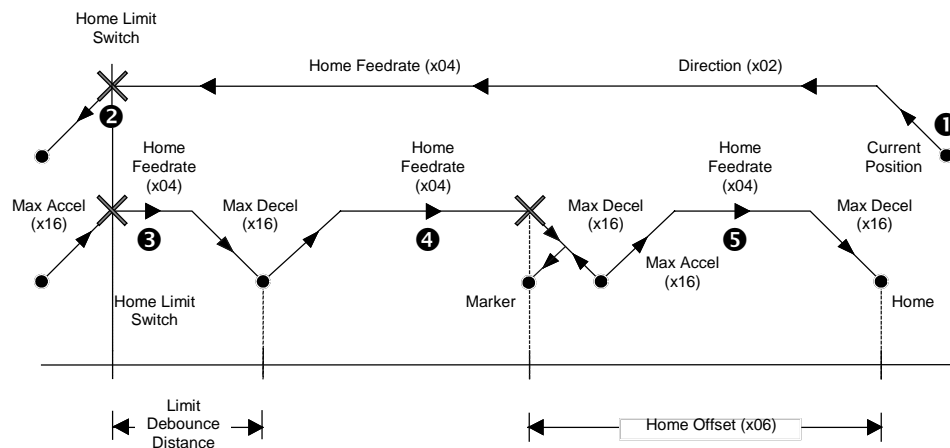 Home Limit
Switch
Home Feedrate (x04)
Direction (x02)
❷
❶
Home
Feedrate
(x04)
Home
Feedrate
(x04)
Current
Position
Home
Feedrate
(x04)
Max Accel
(x16)
Max Decel
(x16)
Max Decel
(x16)
Max Decel
(x16)
❸
❹
❺
Max Accel
(x16)
Home Limit
Switch
Marker
Home
Limit
Debounce
Distance
Home Offset (x06)